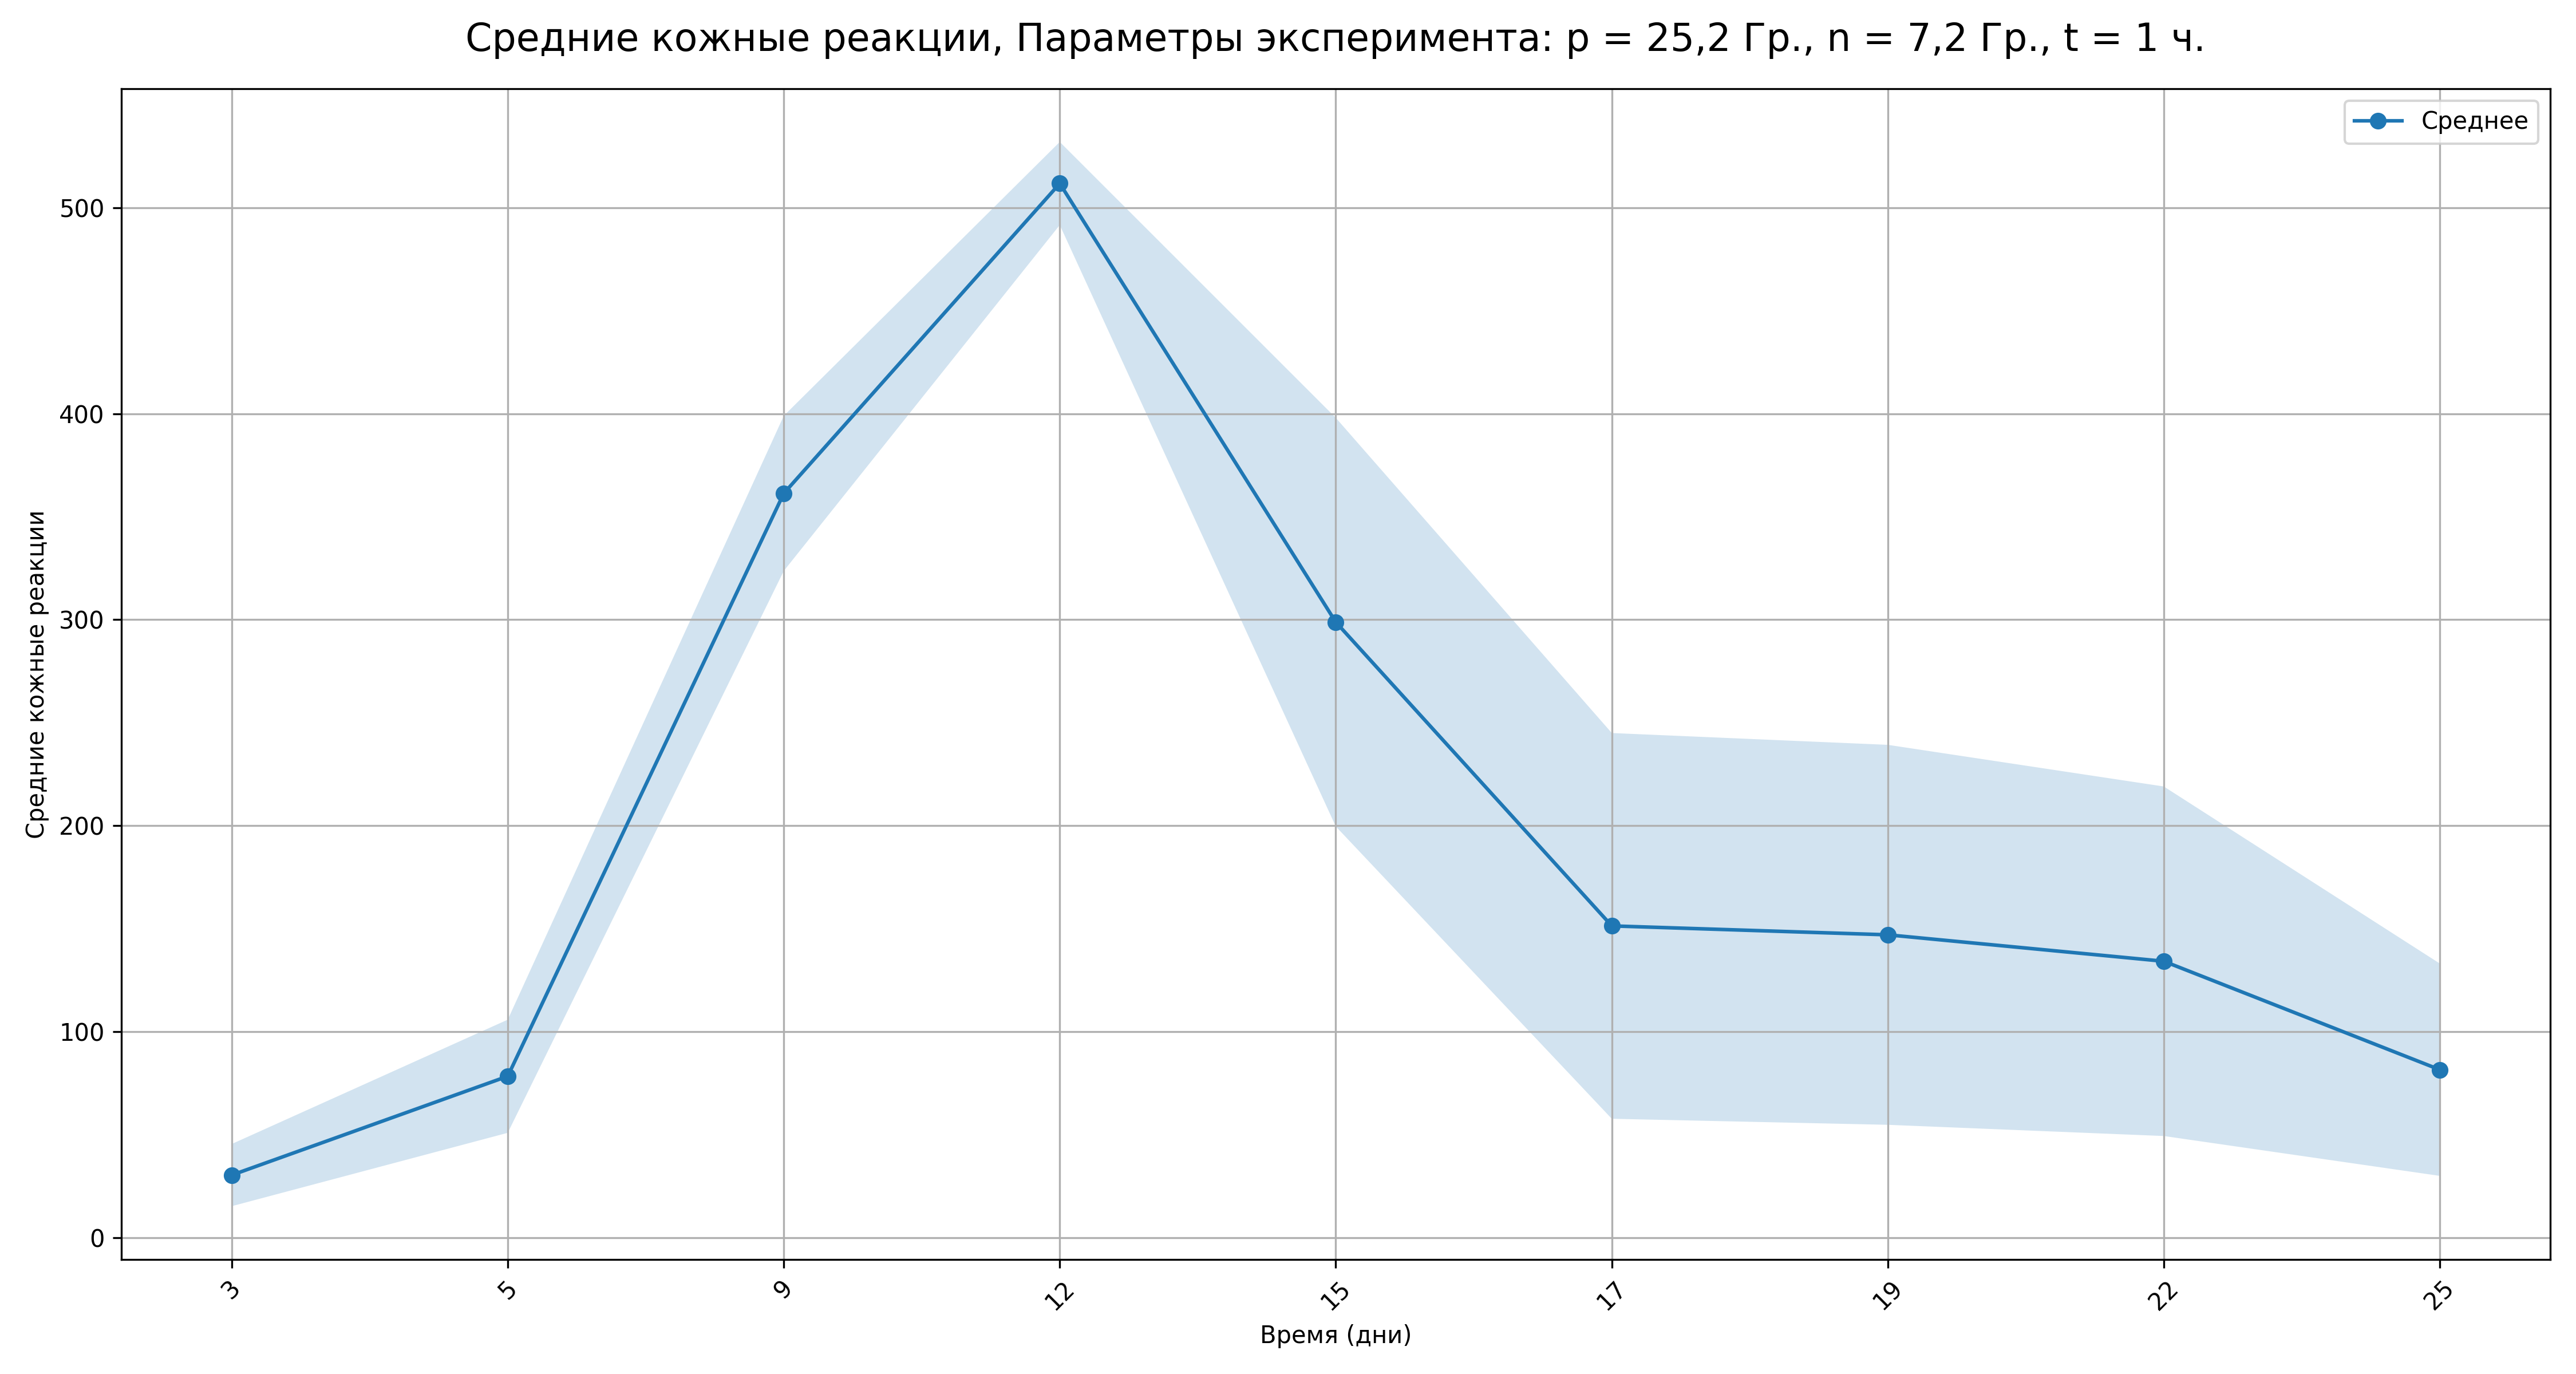 Средние кожные реакции, Параметры эксперимента: p = 25,2 Гр., n = 7,2 Гр., t = 1 ч.
Среднее
Средние кожные реакции
500
400
300
200
100
0
3 5 9 12 15 17 19 22 25
Время (дни)